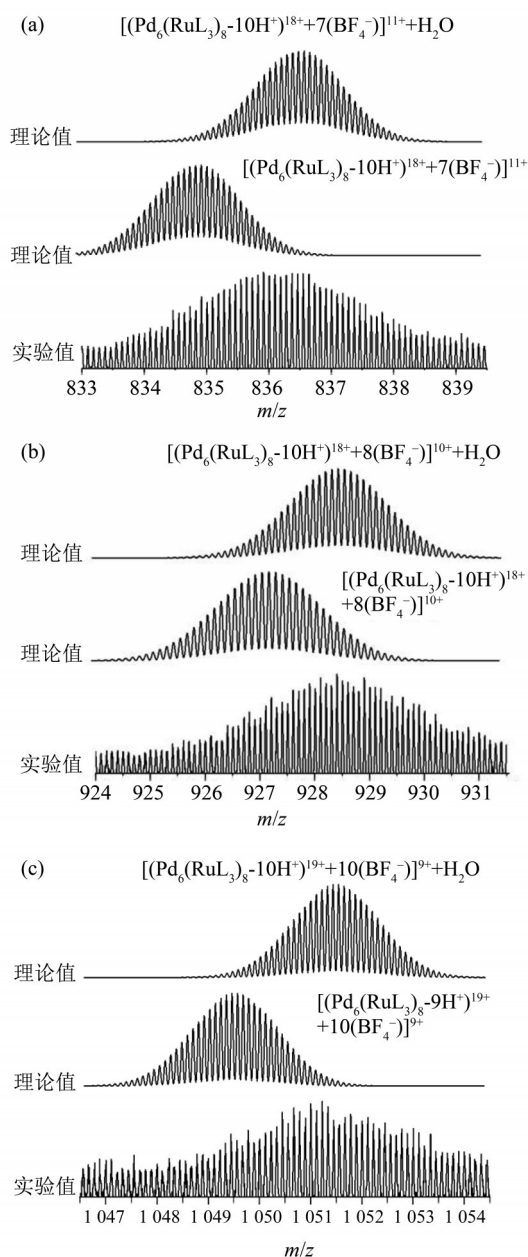 (a) [(Pd₆(RuL₃)₈-10H⁺)¹⁸⁺+7(BF₄⁻)]¹¹⁺+H₂O
理论值
[(Pd₆(RuL₃)₈-10H⁺)¹⁸⁺+7(BF₄⁻)]¹¹⁺
理论值
实验值
833 834 835 836 837 838 839
m/z
(b) [(Pd₆(RuL₃)₈-10H⁺)¹⁸⁺+8(BF₄⁻)]¹⁰⁺+H₂O
理论值
[(Pd₆(RuL₃)₈-10H⁺)¹⁸⁺
+8(BF₄⁻)]¹⁰⁺
理论值
实验值
924 925 926 927 928 929 930 931
m/z
(c) [(Pd₆(RuL₃)₈-10H⁺)¹⁹⁺+10(BF₄⁻)]⁹⁺+H₂O
理论值
[(Pd₆(RuL₃)₈-9H⁺)¹⁹⁺
+10(BF₄⁻)]⁹⁺
理论值
实验值
1 047 1 048 1 049 1 050 1 051 1 052 1 053 1 054
m/z